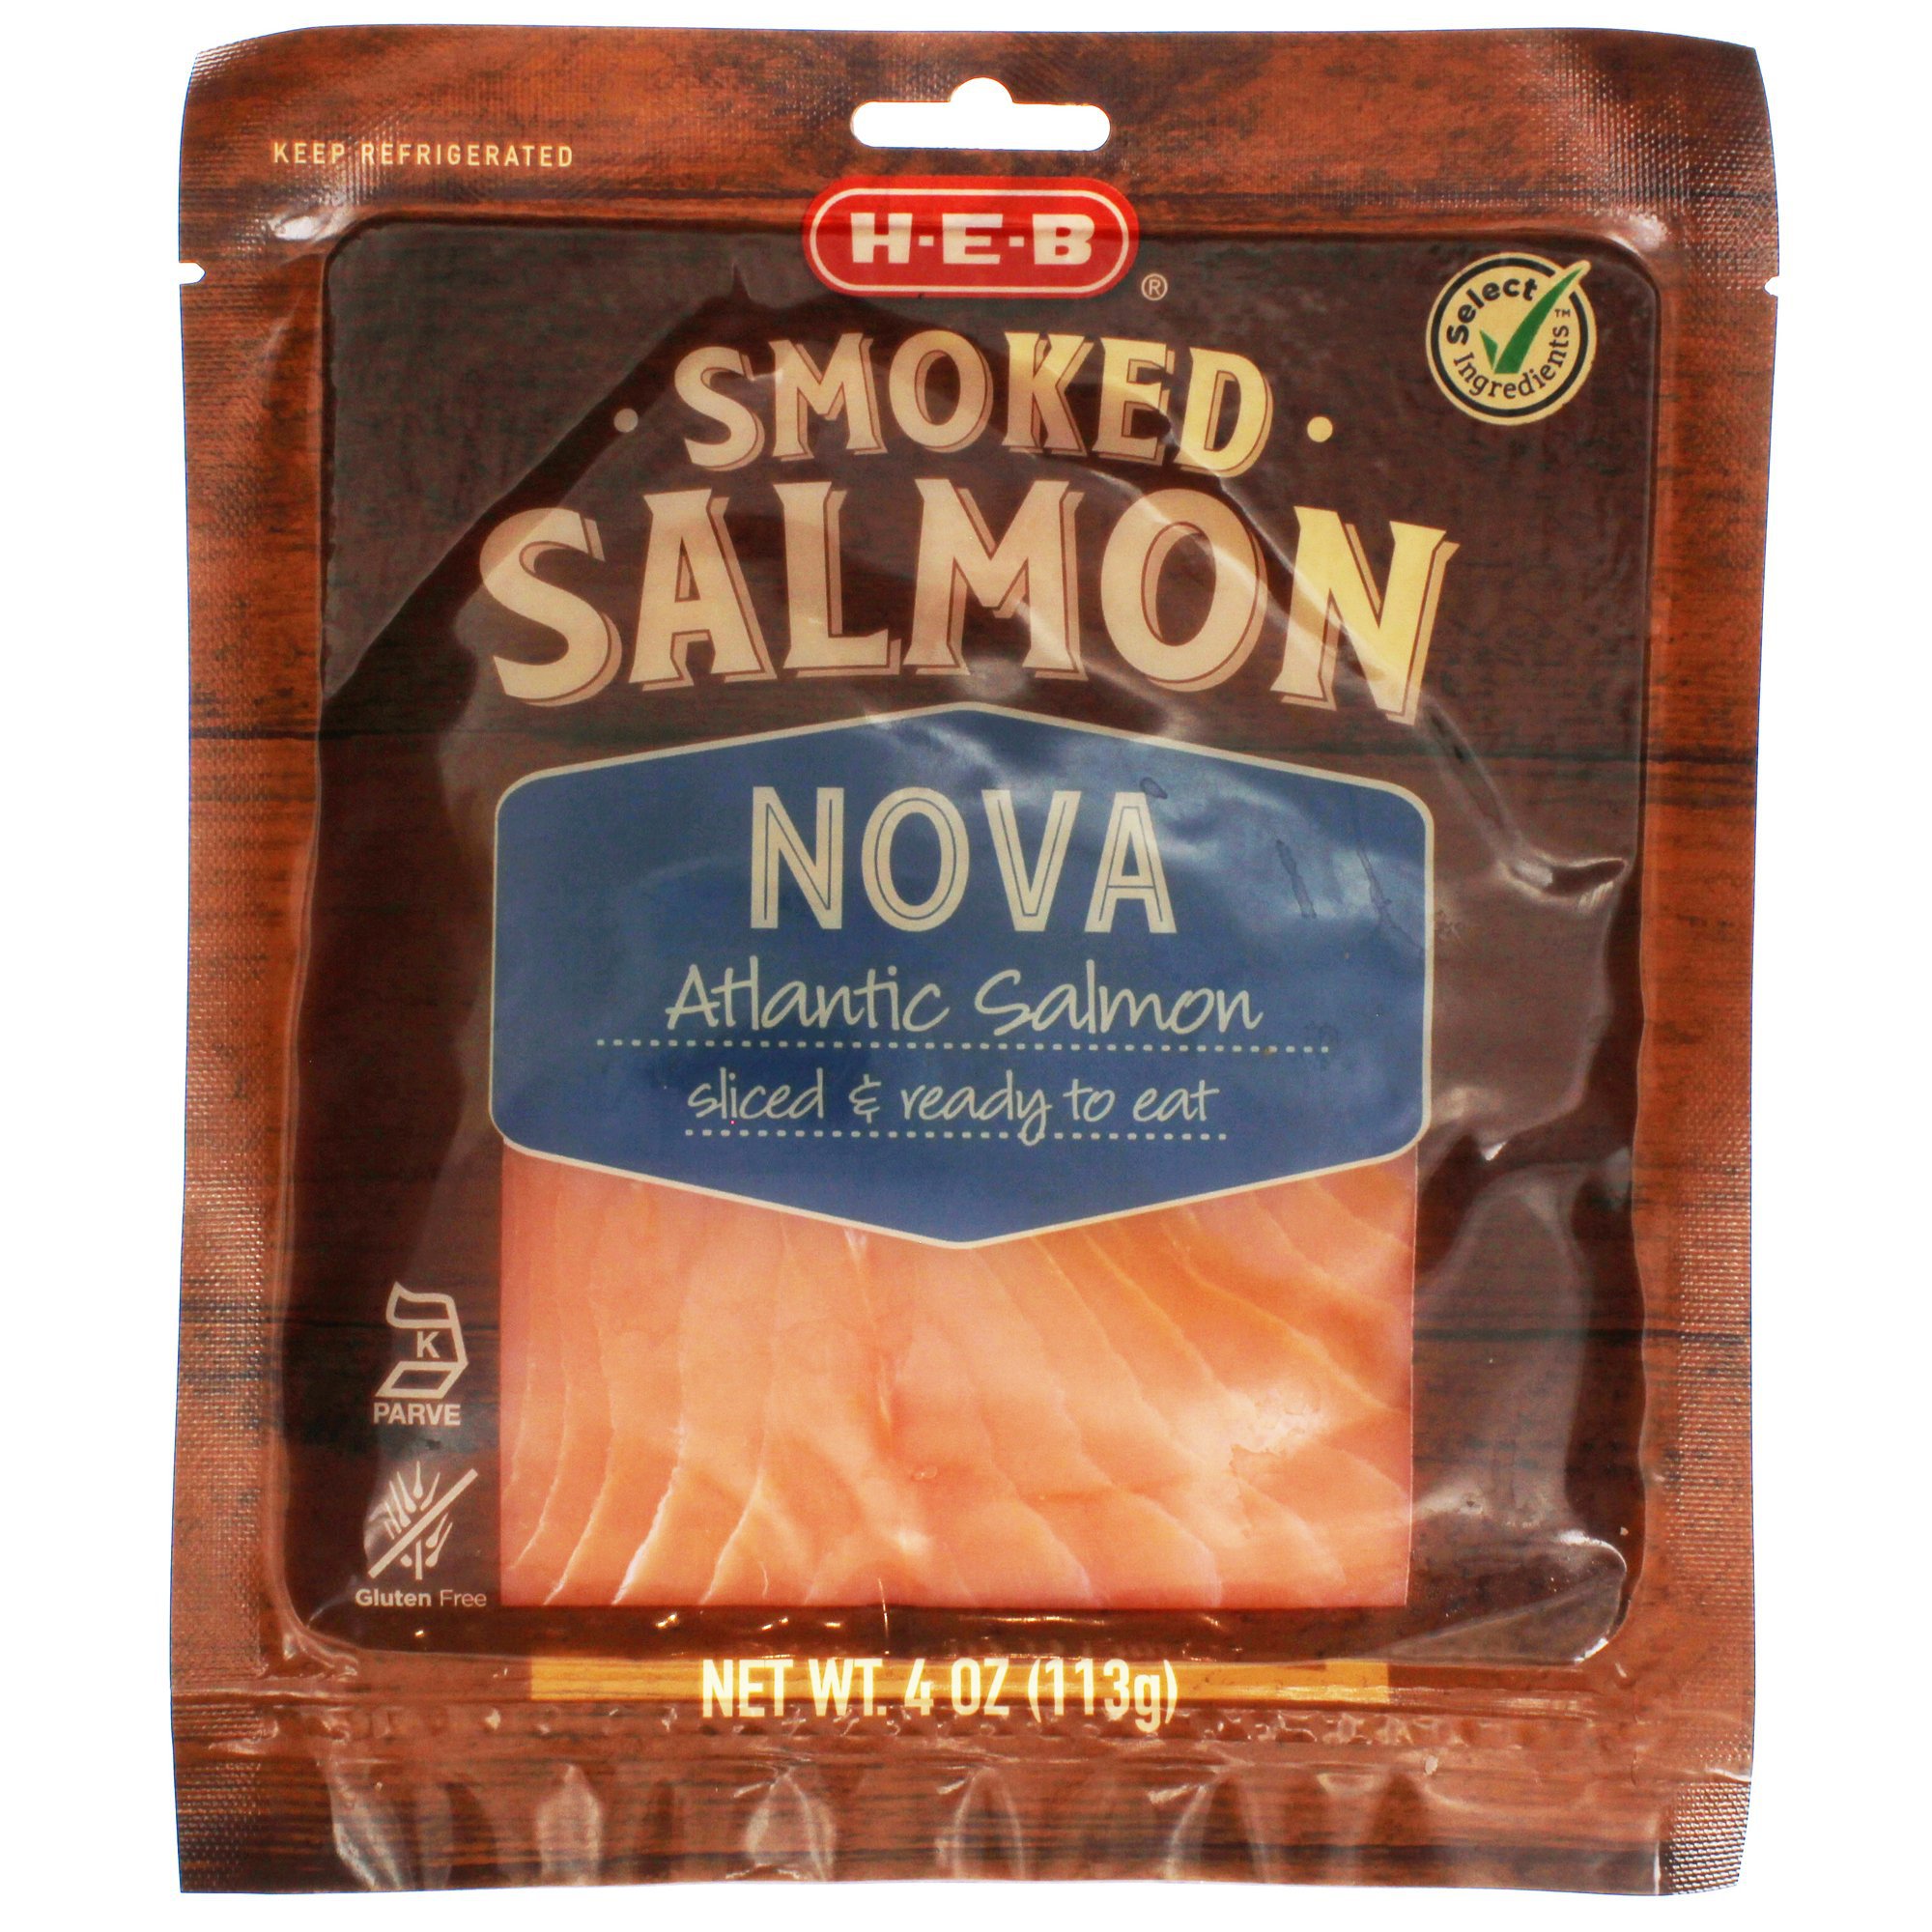 KEEP REFRIGERATED
H-E-B
®
Select
Ingredients™
SMOKED
SALMON
NOVA
Atlantic Salmon
sliced & ready to eat
K
PARVE
Gluten Free
NET WT. 4 OZ (113g)